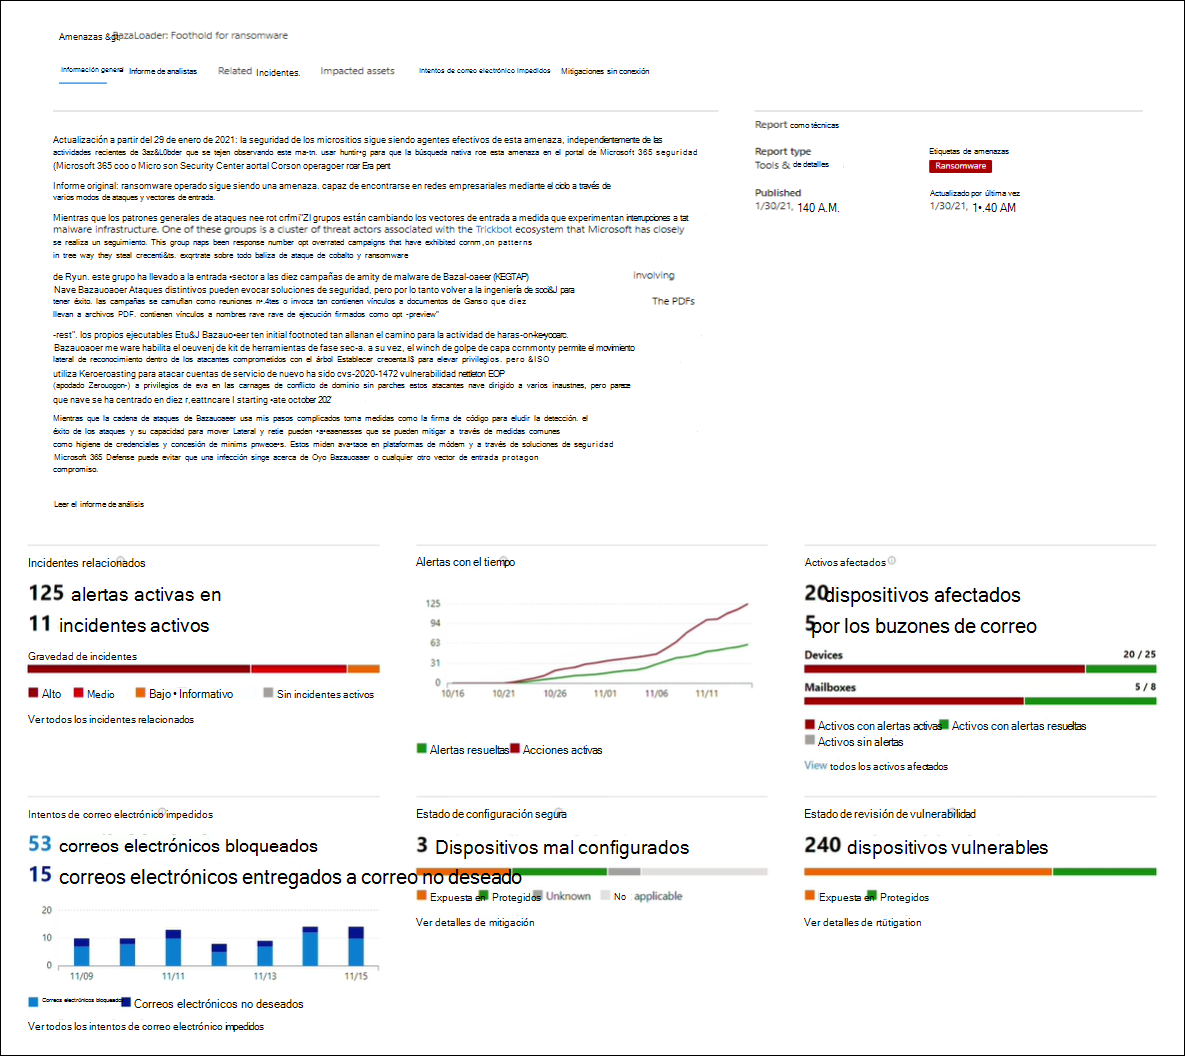 Amenazas &gt; BazaLoader: Foothold for ransomware
Información general Informe de analistas Related Incidentes. Impacted assets Intentos de correo electrónico impedidos Mitigaciones sin conexión
Actualización a partir del 29 de enero de 2021: la seguridad de los micrositios sigue siendo agentes efectivos de esta amenaza, independientemente de las
actividades recientes de 3az&L0bder que se tejen observando este ma-tn. usar huntir•g para que la búsqueda nativa roe esta amenaza en el portal de Microsoft 365 seguridad
(Microsoft 365 coo o Micro son Security Center aortal Corson operagoer roar Era pent
Informe original: ransomware operado sigue siendo una amenaza. capaz de encontrarse en redes empresariales mediante el ciclo a través de
varios modos de ataques y vectores de entrada.
Mientras que los patrones generales de ataques nee rot crfmi"ZI grupos están cambiando los vectores de entrada a medida que experimentan interrupciones a tat
malware infrastructure. One of these groups is a cluster of threat actors associated with the Trickbot ecosystem that Microsoft has closely
se realiza un seguimiento. This group naps been response number opt overrated campaigns that have exhibited cornm,on patterns
in tree way they steal crecenti&ts. exqrtrate sobre todo baliza de ataque de cobalto y ransomware
de Ryun. este grupo ha llevado a la entrada •sector a las diez campañas de amity de malware de Bazal-oaeer (KEGTAP) involving
Nave Bazauoaoer Ataques distintivos pueden evocar soluciones de seguridad, pero por lo tanto volver a la ingeniería de soci&J para
tener éxito. las campañas se camuflan como reuniones n•.4tes o invoca tan contienen vínculos a documentos de Ganso que diez The PDFs
llevan a archivos PDF. contienen vínculos a nombres rave rave de ejecución firmados como opt -preview"
-rest". los propios ejecutables Etu&J Bazauo•eer ten initial footnoted tan allanan el camino para la actividad de haras-on-keyooarc.
Bazauoaoer me ware habilita el oeuvenj de kit de herramientas de fase sec-a. a su vez, el winch de golpe de capa cornmonty permite el movimiento
lateral de reconocimiento dentro de los atacantes comprometidos con el árbol Establecer creoenta.l$ para elevar privilegios. pero &ISO
utiliza Keroeroasting para atacar cuentas de servicio de nuevo ha sido cvs-2020-1472 vulnerabilidad nettleton EOP
(apodado Zerouogon-) a privilegios de eva en las carnages de conflicto de dominio sin parches estos atacantes nave dirigido a varios inaustnes, pero parece
que nave se ha centrado en diez r,eattncare I starting •ate october 202'
Mientras que la cadena de ataques de Bazauoaeer usa mis pasos complicados toma medidas como la firma de código para eludir la detección. el
éxito de los ataques y su capacidad para mover Lateral y retie pueden •a•eaenesses que se pueden mitigar a través de medidas comunes
como higiene de credenciales y concesión de minims pnweoe•s. Estos miden ava•taoe en plataformas de módem y a través de soluciones de seguridad
Microsoft 365 Defense puede evitar que una infección singe acerca de Oyo Bazauoaaer o cualquier otro vector de entrada protagon
compromiso.
Leer el informe de análisis
Report como técnicas
Report type
Tools & de detalles
Etiquetas de amenazas
Ransomware
Published
1/30/21, 140 A.M.
Actualizado por última vez
1/30/21, 1•.40 AM
Incidentes relacionados
125 alertas activas en
11 incidentes activos
Gravedad de incidentes
Alto Medio Bajo • Informativo Sin incidentes activos
Ver todos los incidentes relacionados
Alertas con el tiempo
125
94
63
31
0
10/16 10/21 10/26 11/01 11/06 11/11
Alertas resueltas Acciones activas
Activos afectados
20 dispositivos afectados
5 por los buzones de correo
Devices 20 / 25
Mailboxes 5 / 8
Activos con alertas activas Activos con alertas resueltas
Activos sin alertas
View todos los activos afectados
Intentos de correo electrónico impedidos
53 correos electrónicos bloqueados
15 correos electrónicos entregados a correo no deseado
20
10
0
11/09 11/11 11/13 11/15
Correos electrónicos bloqueados Correos electrónicos no deseados
Ver todos los intentos de correo electrónico impedidos
Estado de configuración segura
3 Dispositivos mal configurados
Expuesta en Protegidos Unknown No applicable
Ver detalles de mitigación
Estado de revisión de vulnerabilidad
240 dispositivos vulnerables
Expuesta en Protegidos
Ver detalles de rtütigation